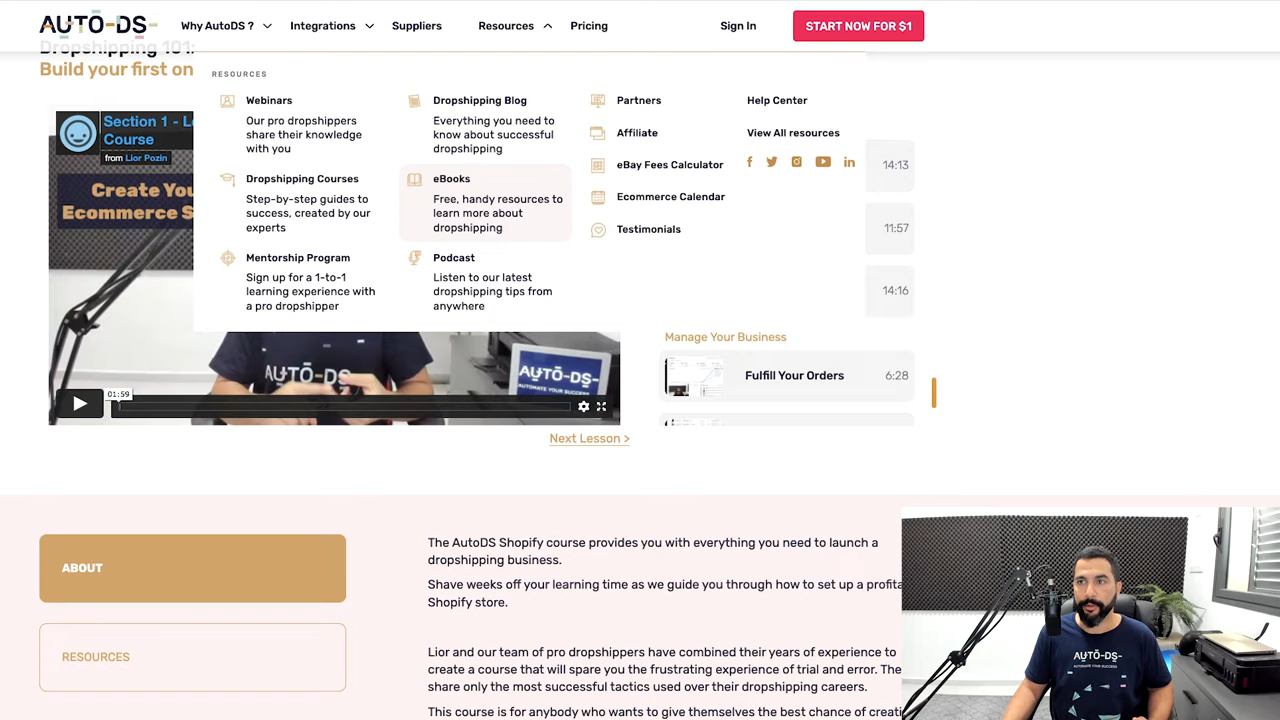 AUTO-DS-
Why AutoDS ?
Integrations
Suppliers
Resources
Pricing
Sign In
START NOW FOR $1
Dropshipping 101:
Build your first on
RESOURCES
Webinars
Our pro dropshippers
share their knowledge
with you
Dropshipping Courses
Step-by-step guides to
success, created by our
experts
Mentorship Program
Sign up for a 1-to-1
learning experience with
a pro dropshipper
Dropshipping Blog
Everything you need to
know about successful
dropshipping
eBooks
Free, handy resources to
learn more about
dropshipping
Podcast
Listen to our latest
dropshipping tips from
anywhere
Partners
Affiliate
eBay Fees Calculator
Ecommerce Calendar
Testimonials
Help Center
View All resources
Section 1 - L
Course
from Lior Pozin
Create You
Ecommerce S
AUTO-DS-
AUTOMATE YOUR SUCCESS
01:59
Next Lesson >
14:13
11:57
14:16
Manage Your Business
Fulfill Your Orders
6:28
ABOUT
RESOURCES
The AutoDS Shopify course provides you with everything you need to launch a
dropshipping business.
Shave weeks off your learning time as we guide you through how to set up a profita
Shopify store.
Lior and our team of pro dropshippers have combined their years of experience to
create a course that will spare you the frustrating experience of trial and error. The
share only the most successful tactics used over their dropshipping careers.
This course is for anybody who wants to give themselves the best chance of creati
AUTO-DS-
AUTOMATE YOUR SUCCESS